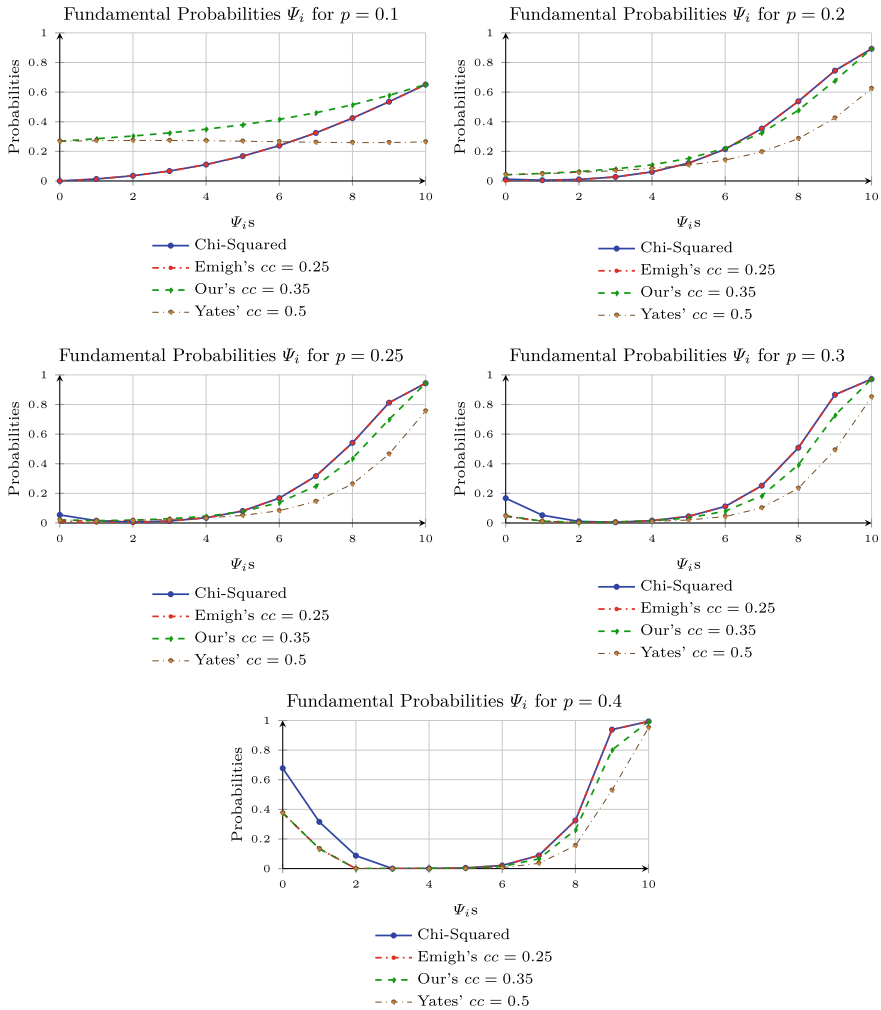 Fundamental Probabilities Ψi for p = 0.1
Probabilities
1
0.8
0.6
0.4
0.2
0
0 2 4 6 8 10
Ψis
Chi-Squared
Emigh's cc = 0.25
Our's cc = 0.35
Yates' cc = 0.5
Fundamental Probabilities Ψi for p = 0.2
Probabilities
1
0.8
0.6
0.4
0.2
0
0 2 4 6 8 10
Ψis
Chi-Squared
Emigh's cc = 0.25
Our's cc = 0.35
Yates' cc = 0.5
Fundamental Probabilities Ψi for p = 0.25
Probabilities
1
0.8
0.6
0.4
0.2
0
0 2 4 6 8 10
Ψis
Chi-Squared
Emigh's cc = 0.25
Our's cc = 0.35
Yates' cc = 0.5
Fundamental Probabilities Ψi for p = 0.3
Probabilities
1
0.8
0.6
0.4
0.2
0
0 2 4 6 8 10
Ψis
Chi-Squared
Emigh's cc = 0.25
Our's cc = 0.35
Yates' cc = 0.5
Fundamental Probabilities Ψi for p = 0.4
Probabilities
1
0.8
0.6
0.4
0.2
0
0 2 4 6 8 10
Ψis
Chi-Squared
Emigh's cc = 0.25
Our's cc = 0.35
Yates' cc = 0.5